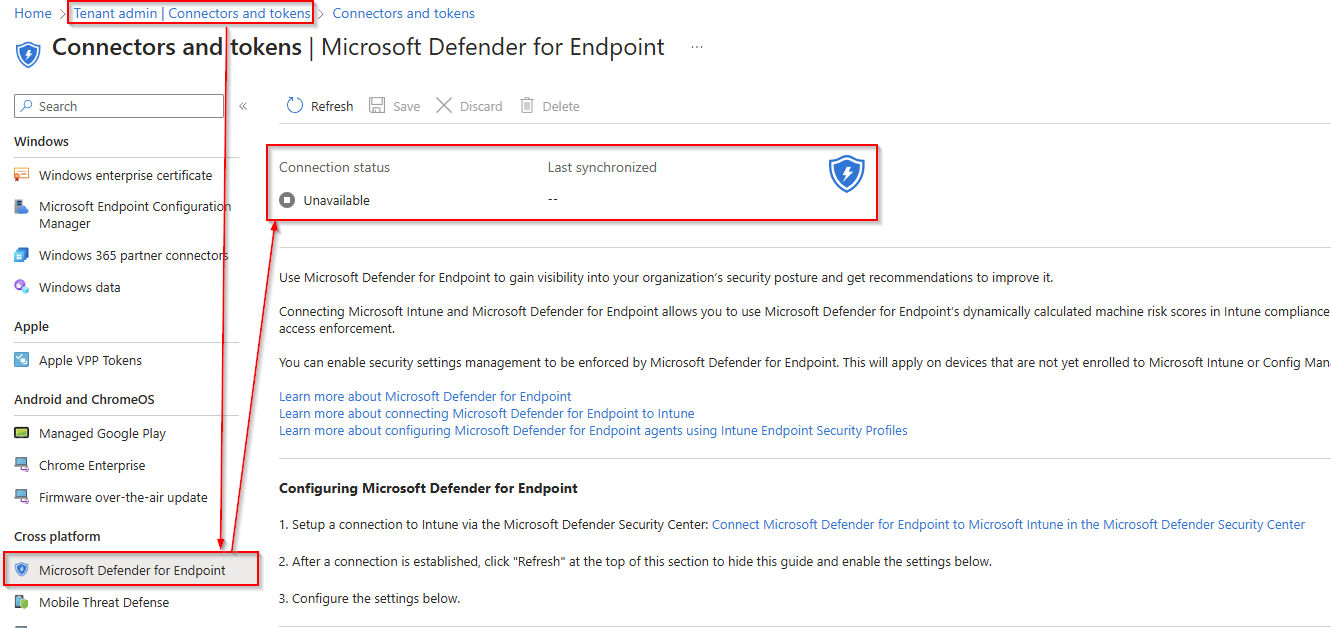 Home > Tenant admin | Connectors and tokens > Connectors and tokens
Connectors and tokens | Microsoft Defender for Endpoint ...
Search «
Refresh Save Discard Delete
Windows
Windows enterprise certificate
Microsoft Endpoint Configuration
Manager
Windows 365 partner connectors
Windows data
Apple
Apple VPP Tokens
Android and ChromeOS
Managed Google Play
Chrome Enterprise
Firmware over-the-air update
Cross platform
Microsoft Defender for Endpoint
Mobile Threat Defense
Connection status Last synchronized
Unavailable --
Use Microsoft Defender for Endpoint to gain visibility into your organization's security posture and get recommendations to improve it.
Connecting Microsoft Intune and Microsoft Defender for Endpoint allows you to use Microsoft Defender for Endpoint's dynamically calculated machine risk scores in Intune compliance
access enforcement.
You can enable security settings management to be enforced by Microsoft Defender for Endpoint. This will apply on devices that are not yet enrolled to Microsoft Intune or Config Man
Learn more about Microsoft Defender for Endpoint
Learn more about connecting Microsoft Defender for Endpoint to Intune
Learn more about configuring Microsoft Defender for Endpoint agents using Intune Endpoint Security Profiles
Configuring Microsoft Defender for Endpoint
1. Setup a connection to Intune via the Microsoft Defender Security Center: Connect Microsoft Defender for Endpoint to Microsoft Intune in the Microsoft Defender Security Center
2. After a connection is established, click "Refresh" at the top of this section to hide this guide and enable the settings below.
3. Configure the settings below.